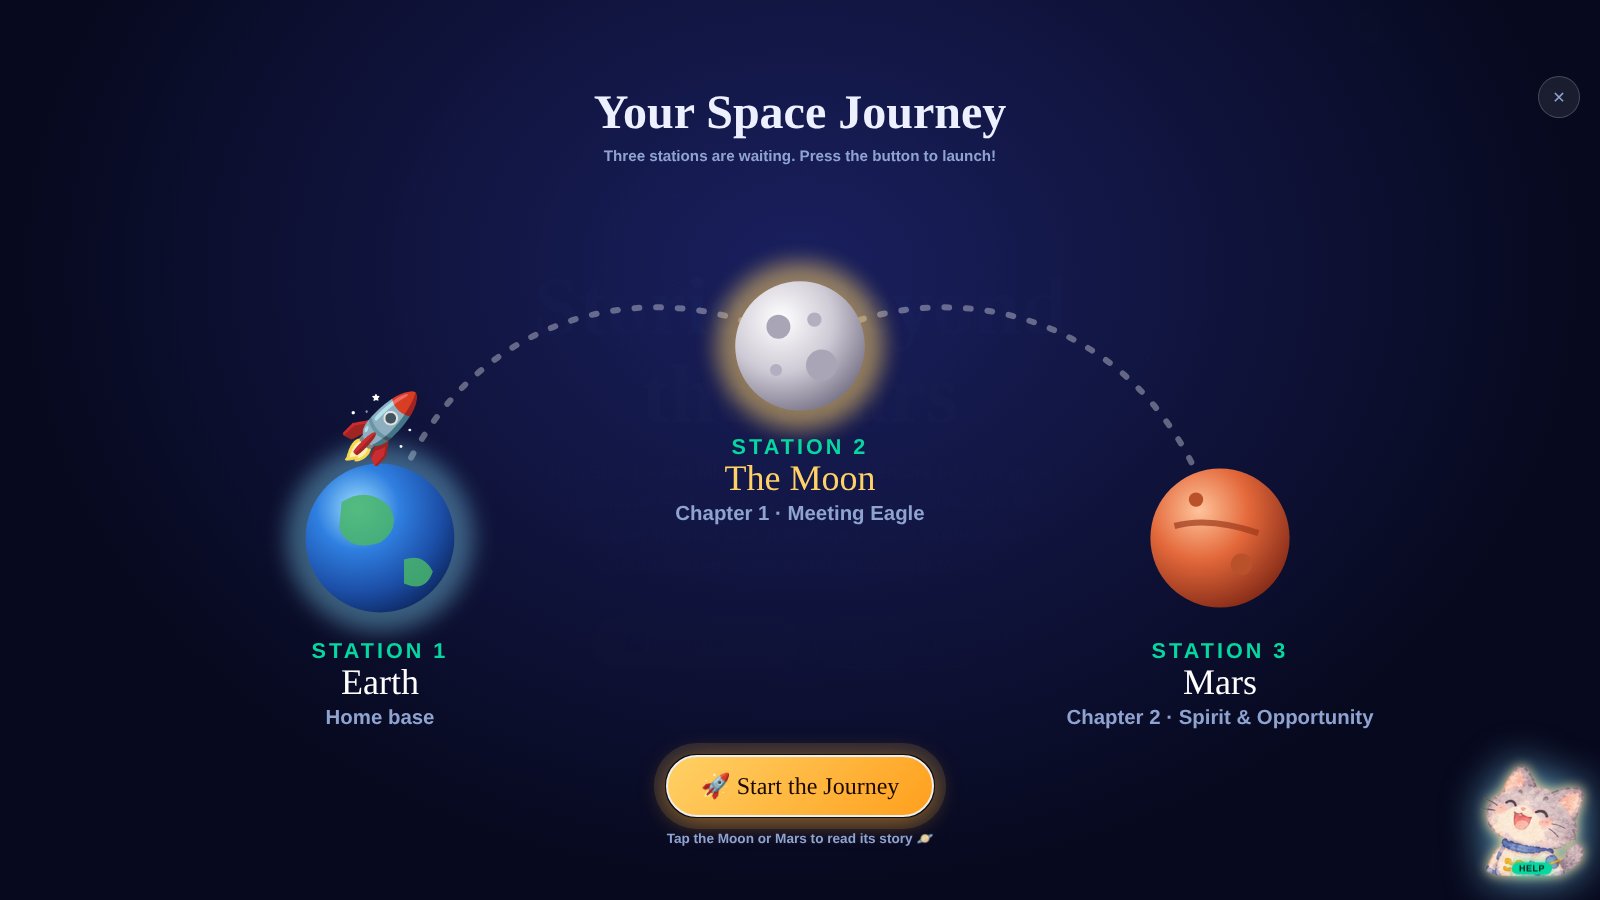 Your Space Journey
Three stations are waiting. Press the button to launch!
×
STATION 2
The Moon
Chapter 1 · Meeting Eagle
STATION 1
Earth
Home base
STATION 3
Mars
Chapter 2 · Spirit & Opportunity
🚀 Start the Journey
Tap the Moon or Mars to read its story 🪐
HELP